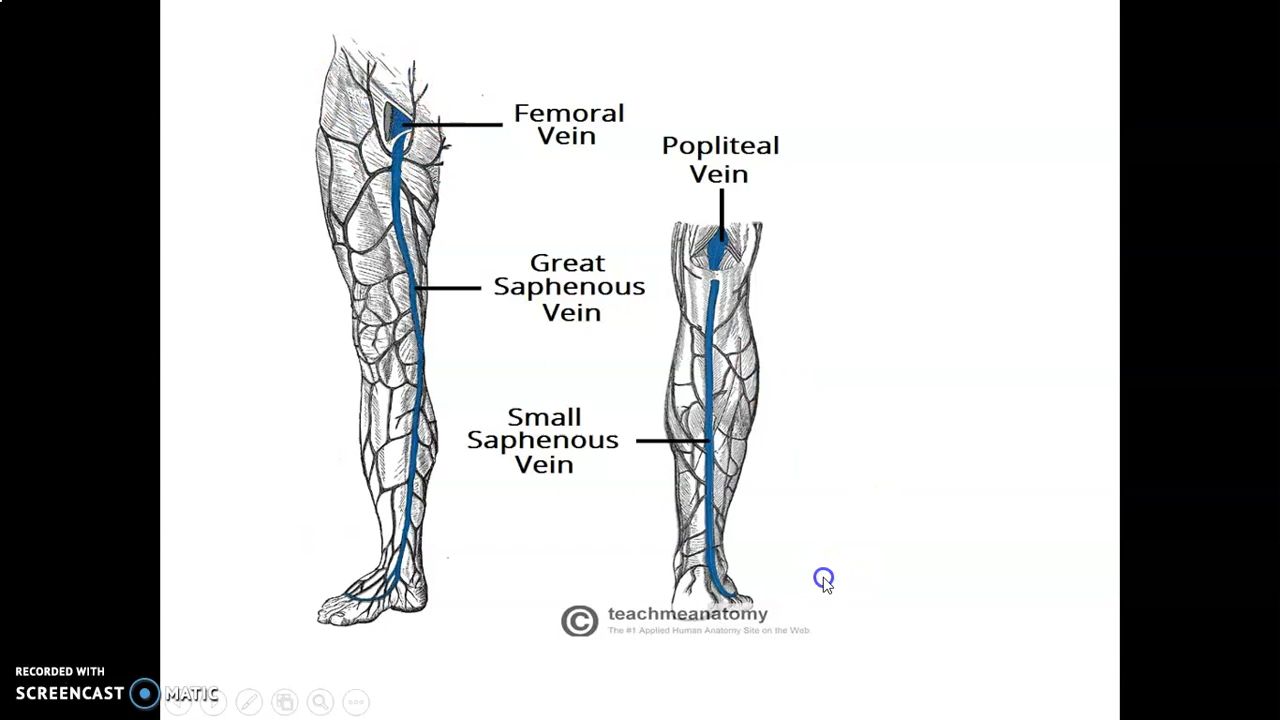 Femoral
Vein
Popliteal
Vein
Great
Saphenous
Vein
Small
Saphenous
Vein
© teachmeanatomy
The #1 Applied Human Anatomy Site on the Web.
RECORDED WITH
SCREENCAST MATIC